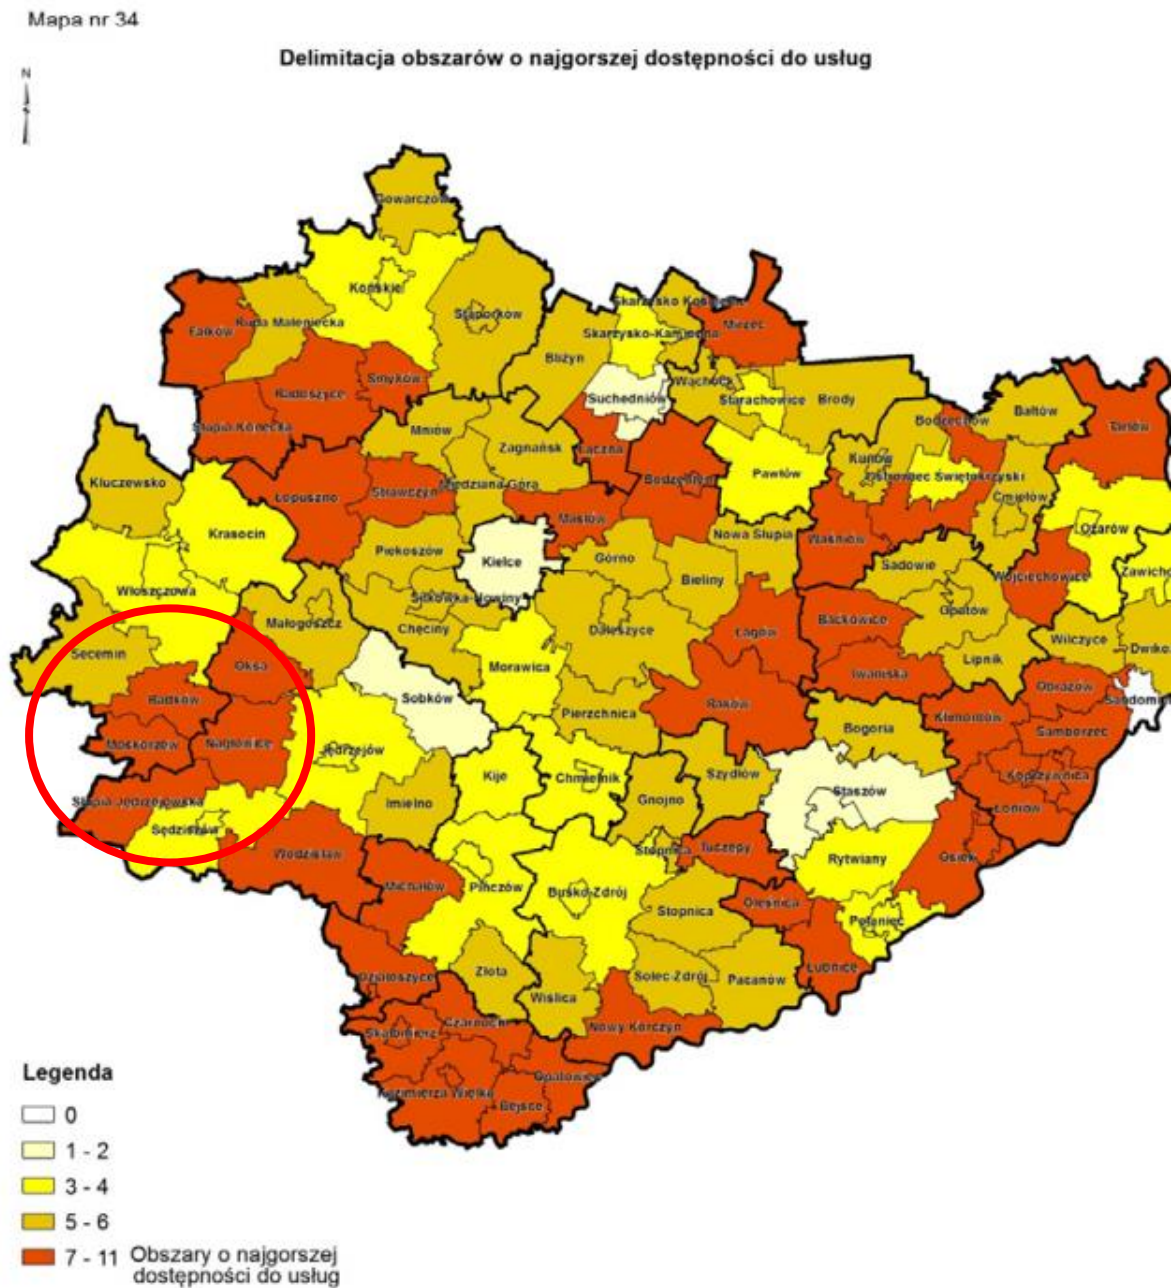 Mapa nr 34
Delimitacja obszarów o najgorszej dostępności do usług
N
Gowarczów
Końskie
Stąporków
Fałków
Ruda Maleniecka
Skarżysko-Kamienna
Mirzec
Bliżyn
Radoszyce
Smyków
Suchedniów
Wąchock
Starachowice
Brody
Bodzechów
Bałtów
Tarłów
Słupia Konecka
Mniów
Zagnańsk
Łączna
Kluczewsko
Łopuszno
Strawczyn
Miedziana Góra
Bodzentyn
Pawłów
Kunów
Ostrowiec Świętokrzyski
Ćmielów
Krasocin
Masłów
Nowa Słupia
Waśniów
Ożarów
Piekoszów
Kielce
Górno
Bieliny
Sadowie
Wojciechowice
Zawicho
Włoszczowa
Sitkówka-Nowiny
Opatów
Małogoszcz
Chęciny
Daleszyce
Łagów
Baćkowice
Wilczyce
Dwiko
Secemin
Oksa
Morawica
Lipnik
Iwaniska
Radków
Sobków
Raków
Obrazów
Sandomi
Pierzchnica
Klimontów
Samborzec
Moskorzew
Nagłowice
Jędrzejów
Bogoria
Kije
Chmielnik
Szydłów
Koprzywnica
Słupia Jędrzejowska
Imielno
Gnojno
Staszów
Łoniów
Sędziszów
Wodzisław
Stopnica
Tuczępy
Rytwiany
Osiek
Michałów
Pińczów
Busko-Zdrój
Stopnica
Oleśnica
Połaniec
Działoszyce
Złota
Wiślica
Solec-Zdrój
Pacanów
Łubnice
Skalbmierz
Czarnocin
Nowy Korczyn
Opatowiec
Kazimierza Wielka
Bejsce
Legenda
0
1 - 2
3 - 4
5 - 6
7 - 11 Obszary o najgorszej
dostępności do usług